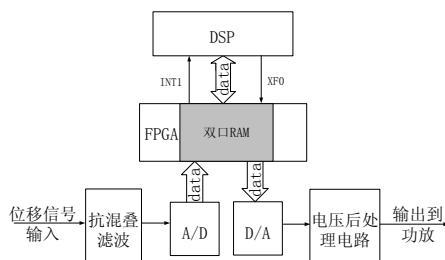 DSP
INT1
data
XF0
FPGA
双口RAM
data
data
位移信号
输入
抗混叠
滤波
A/D
D/A
电压后处
理电路
输出到
功放